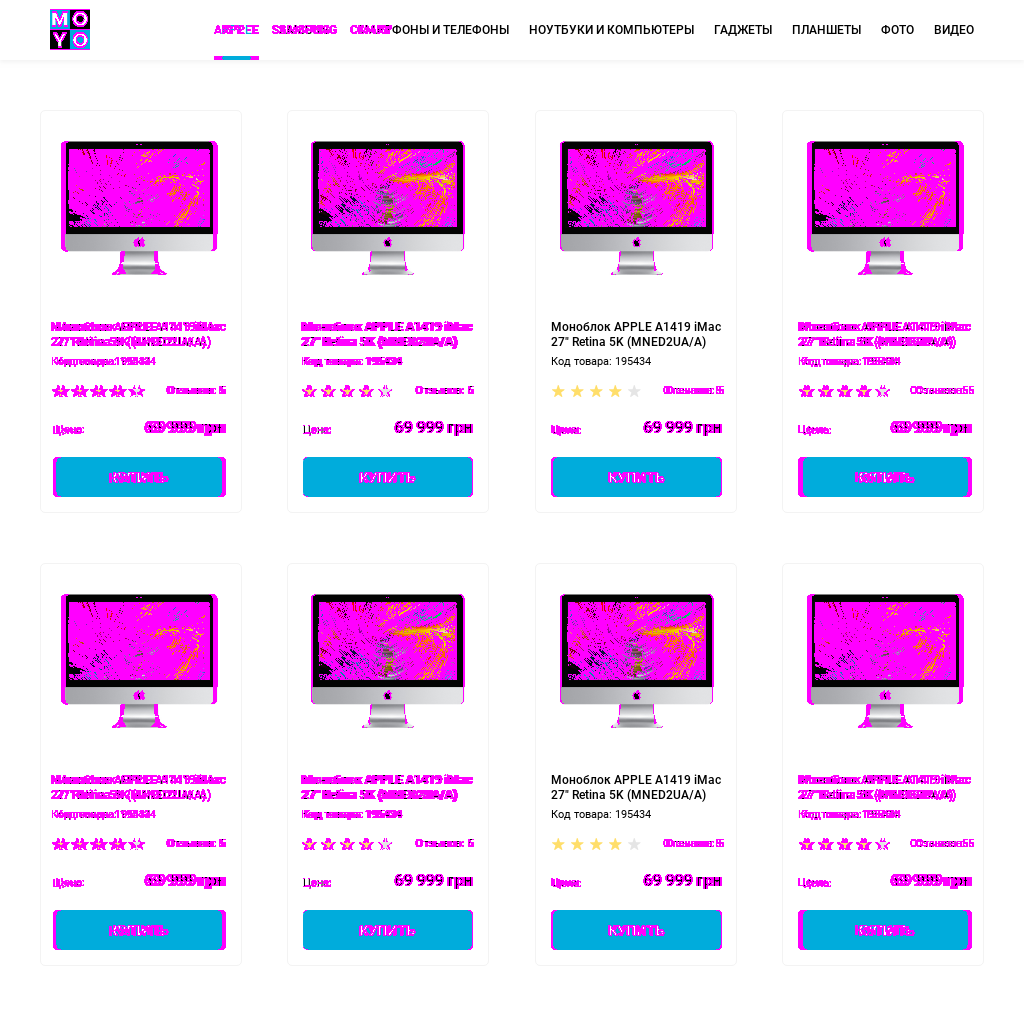 MOYO
APPLE SAMSUNG СМАРТФОНЫ И ТЕЛЕФОНЫ НОУТБУКИ И КОМПЬЮТЕРЫ ГАДЖЕТЫ ПЛАНШЕТЫ ФОТО ВИДЕО
Моноблок APPLE A1419 iMac
27" Retina 5K (MNED2UA/A)
Код товара: 195434
Отзывов: 5
Цена: 69 999 грн
КУПИТЬ
Моноблок APPLE A1419 iMac
27" Retina 5K (MNED2UA/A)
Код товара: 195434
Отзывов: 5
Цена: 69 999 грн
КУПИТЬ
Моноблок APPLE A1419 iMac
27" Retina 5K (MNED2UA/A)
Код товара: 195434
Отзывов: 5
Цена: 69 999 грн
КУПИТЬ
Моноблок APPLE A1419 iMac
27" Retina 5K (MNED2UA/A)
Код товара: 195434
Отзывов: 5
Цена: 69 999 грн
КУПИТЬ
Моноблок APPLE A1419 iMac
27" Retina 5K (MNED2UA/A)
Код товара: 195434
Отзывов: 5
Цена: 69 999 грн
КУПИТЬ
Моноблок APPLE A1419 iMac
27" Retina 5K (MNED2UA/A)
Код товара: 195434
Отзывов: 5
Цена: 69 999 грн
КУПИТЬ
Моноблок APPLE A1419 iMac
27" Retina 5K (MNED2UA/A)
Код товара: 195434
Отзывов: 5
Цена: 69 999 грн
КУПИТЬ
Моноблок APPLE A1419 iMac
27" Retina 5K (MNED2UA/A)
Код товара: 195434
Отзывов: 5
Цена: 69 999 грн
КУПИТЬ